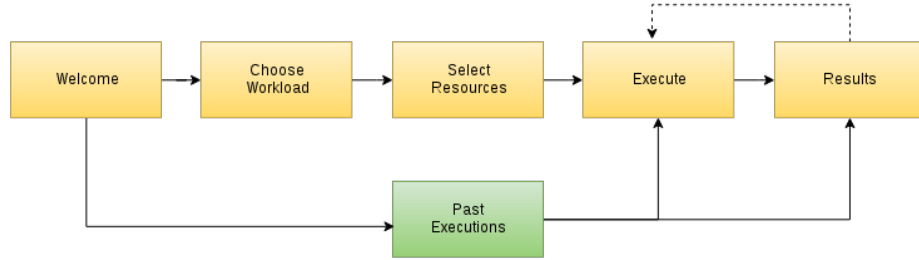 Welcome
Choose
Workload
Select
Resources
Execute
Results
Past
Executions